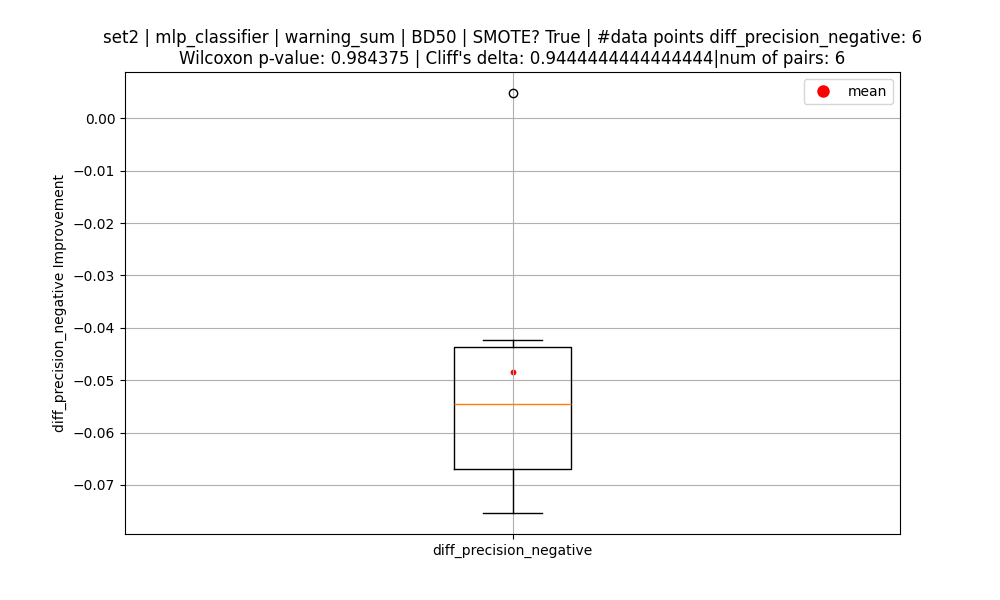 set2 | mlp_classifier | warning_sum | BD50 | SMOTE? True | #data points diff_precision_negative: 6
Wilcoxon p-value: 0.984375 | Cliff's delta: 0.9444444444444444|num of pairs: 6
mean
0.00
−0.01
−0.02
−0.03
−0.04
−0.05
−0.06
−0.07
diff_precision_negative Improvement
diff_precision_negative